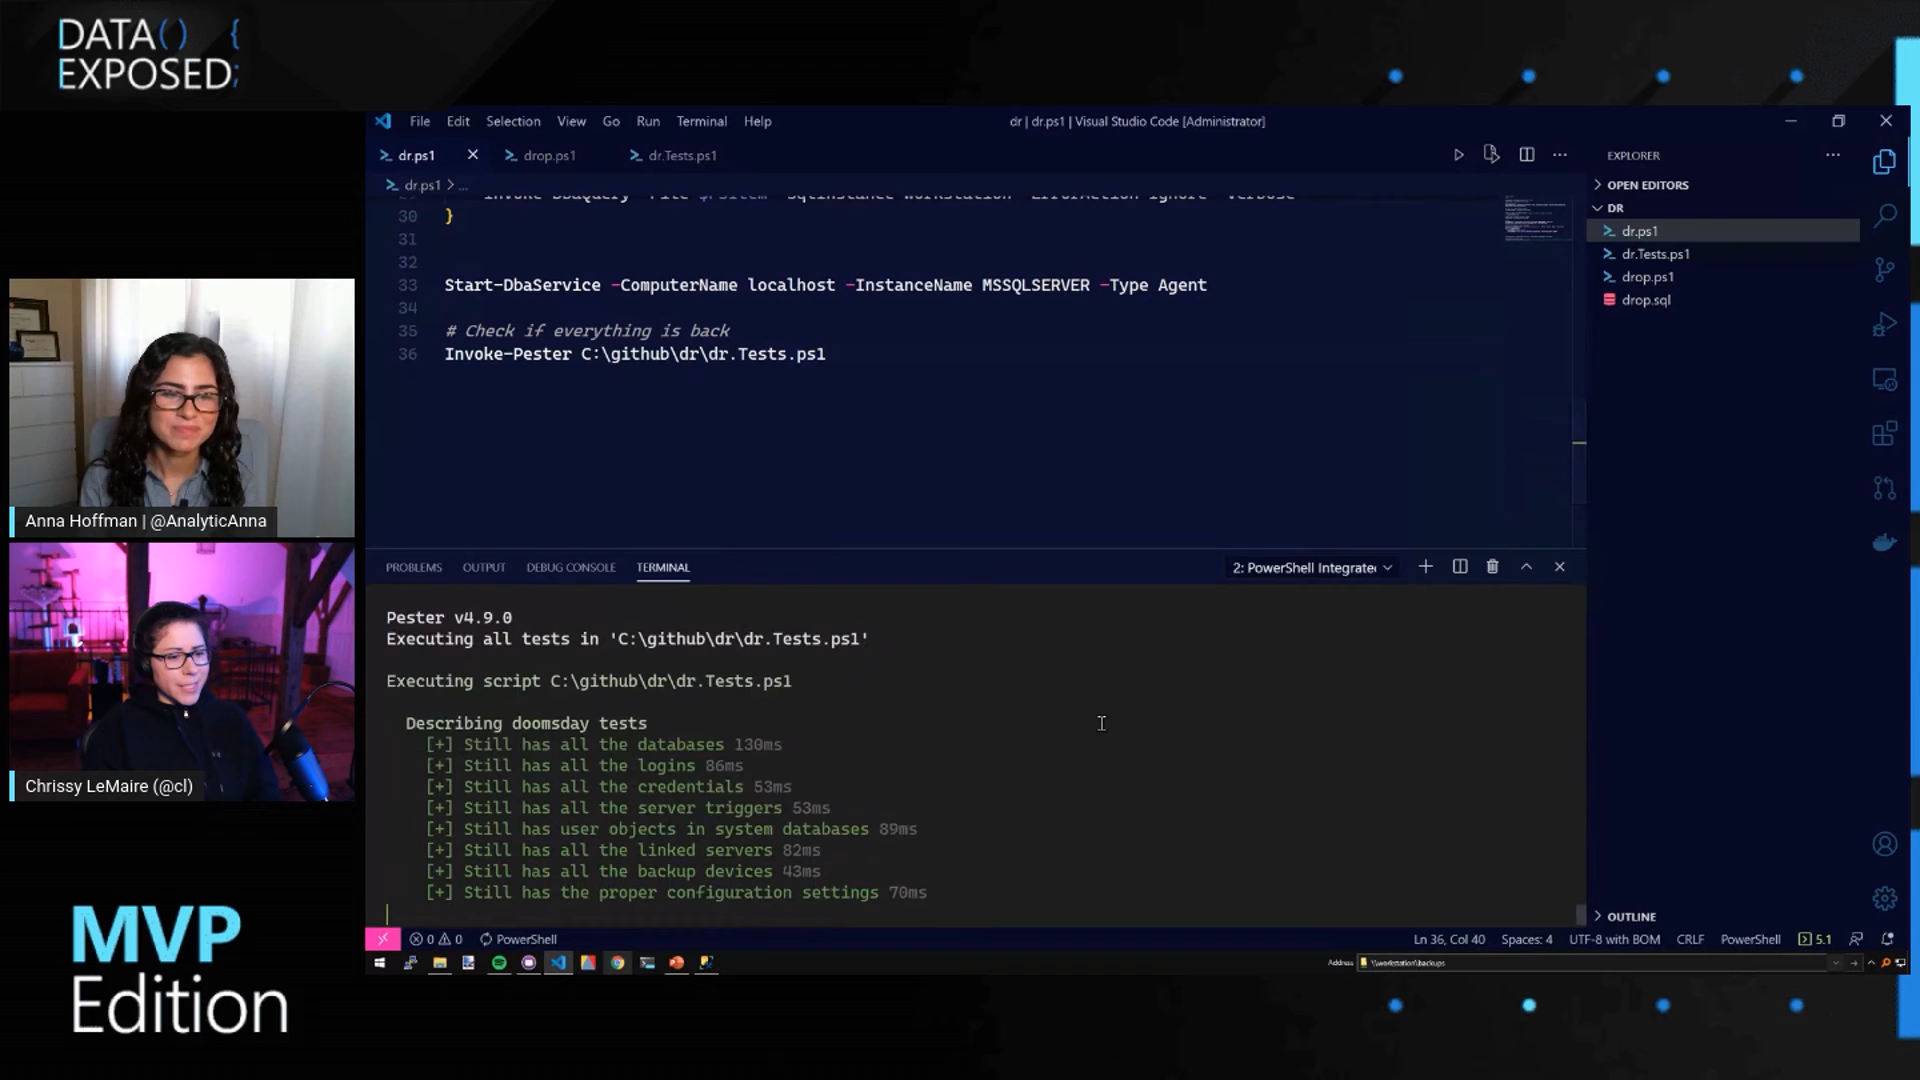 DATA() {
EXPOSED;
File Edit Selection View Go Run Terminal Help
dr | dr.ps1 | Visual Studio Code [Administrator]
dr.ps1
drop.ps1
dr.Tests.ps1
EXPLORER
dr.ps1 > ...
OPEN EDITORS
DR
dr.ps1
dr.Tests.ps1
drop.ps1
drop.sql
30 }
31
32
33 Start-DbaService -ComputerName localhost -InstanceName MSSQLSERVER -Type Agent
34
35 # Check if everything is back
36 Invoke-Pester C:\github\dr\dr.Tests.ps1
Anna Hoffman | @AnalyticAnna
Chrissy LeMaire (@cl)
PROBLEMS OUTPUT DEBUG CONSOLE TERMINAL
2: PowerShell Integrate
Pester v4.9.0
Executing all tests in 'C:\github\dr\dr.Tests.ps1'
Executing script C:\github\dr\dr.Tests.ps1
Describing doomsday tests
[+] Still has all the databases 130ms
[+] Still has all the logins 86ms
[+] Still has all the credentials 53ms
[+] Still has all the server triggers 53ms
[+] Still has user objects in system databases 89ms
[+] Still has all the linked servers 82ms
[+] Still has all the backup devices 43ms
[+] Still has the proper configuration settings 70ms
OUTLINE
0 0 PowerShell
Ln 36, Col 40 Spaces: 4 UTF-8 with BOM CRLF PowerShell 5.1
Address \\workstation\backups
MVP
Edition